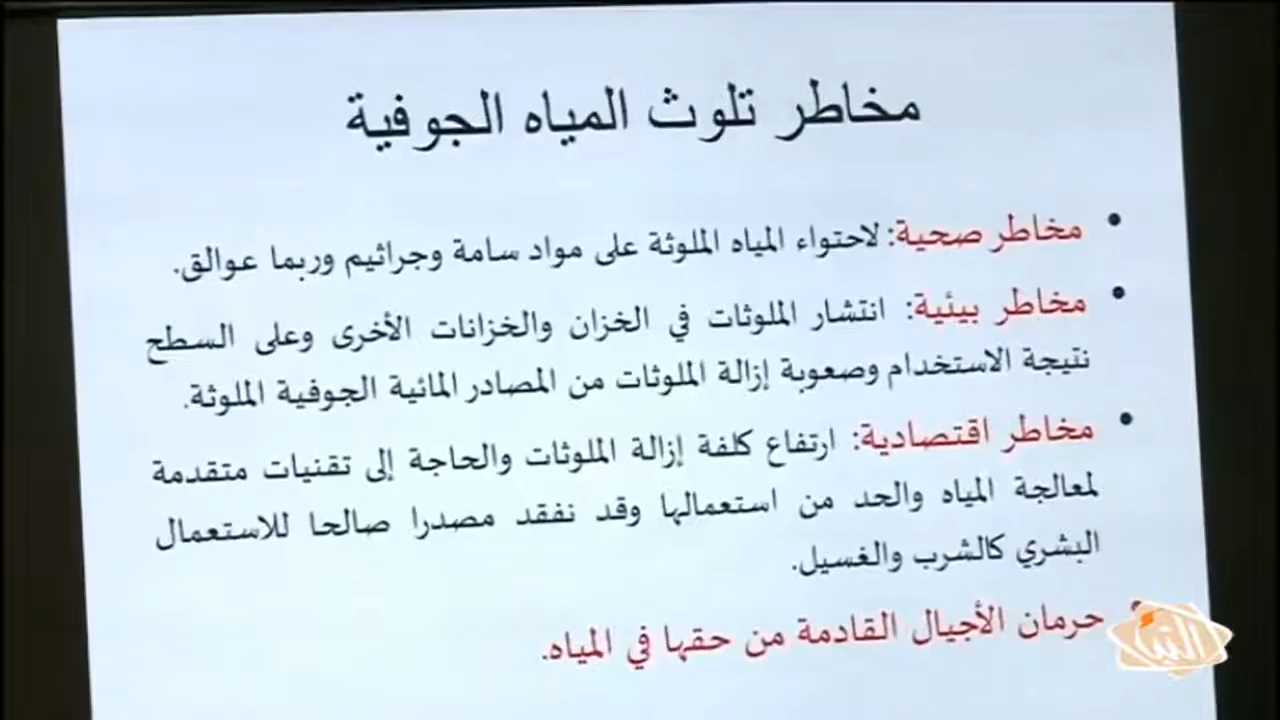 مخاطر تلوث المياه الجوفية
• مخاطر صحية: لاحتواء المياه الملوثة على مواد سامة وجراثيم وربما عوالق.
• مخاطر بيئية: انتشار الملوثات في الخزان والخزانات الأخرى وعلى السطح
نتيجة الاستخدام وصعوبة إزالة الملوثات من المصادر المائية الجوفية الملوثة.
• مخاطر اقتصادية: ارتفاع كلفة إزالة الملوثات والحاجة إلى تقنيات متقدمة
لمعالجة المياه والحد من استعمالها وقد نفقد مصدرا صالحا للاستعمال
البشري كالشرب والغسيل.
• حرمان الأجيال القادمة من حقها في المياه.